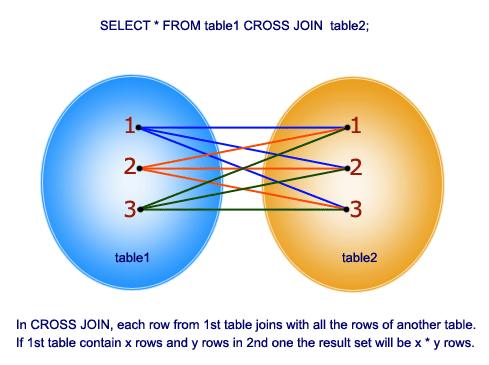 SELECT * FROM table1 CROSS JOIN table2;
1 1
2 2
3 3
table1 table2
In CROSS JOIN, each row from 1st table joins with all the rows of another table.
If 1st table contain x rows and y rows in 2nd one the result set will be x * y rows.